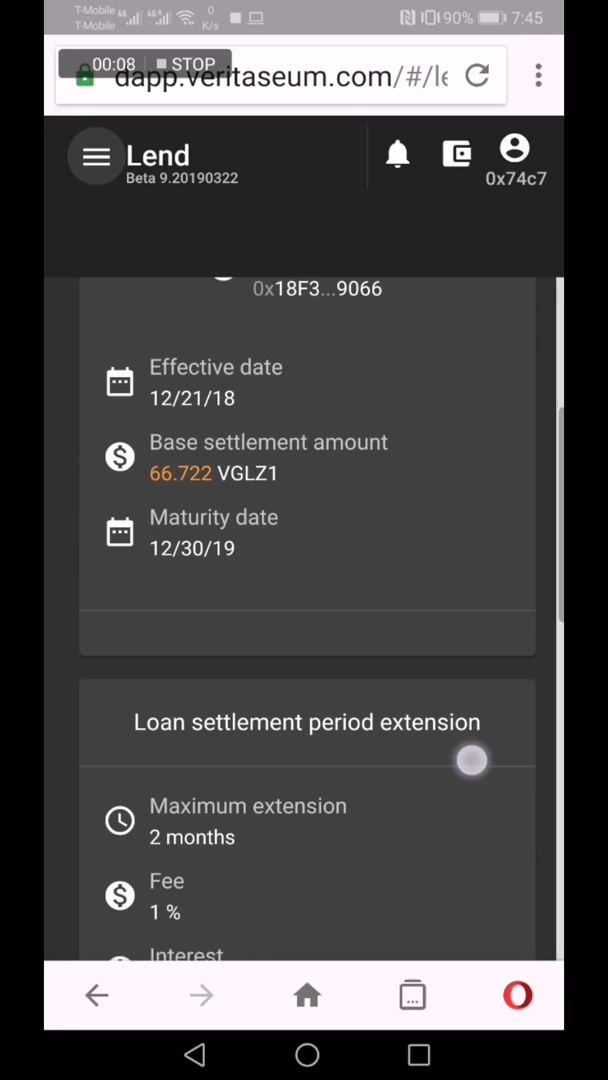 T-Mobile 4G 4G 0 90% 7:45
T-Mobile K/s
00:08 STOP
dapp.veritaseum.com/#/le
Lend
Beta 9.20190322
0x74c7
0x18F3...9066
Effective date
12/21/18
Base settlement amount
66.722 VGLZ1
Maturity date
12/30/19
Loan settlement period extension
Maximum extension
2 months
Fee
1 %
Interest